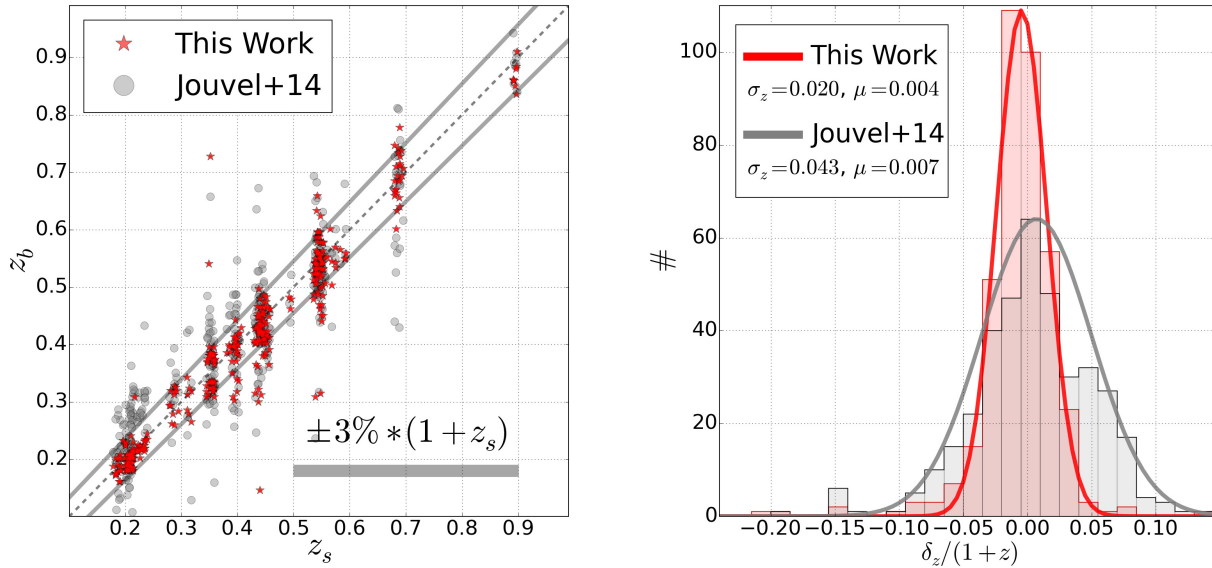 This Work
Jouvel+14
±3%*(1+z_s)
z_b
0.9
0.8
0.7
0.6
0.5
0.4
0.3
0.2
0.2 0.3 0.4 0.5 0.6 0.7 0.8 0.9
z_s
This Work
σ_z=0.020, μ=0.004
Jouvel+14
σ_z=0.043, μ=0.007
#
100
80
60
40
20
0
−0.20 −0.15 −0.10 −0.05 0.00 0.05 0.10
δ_z/(1+z)